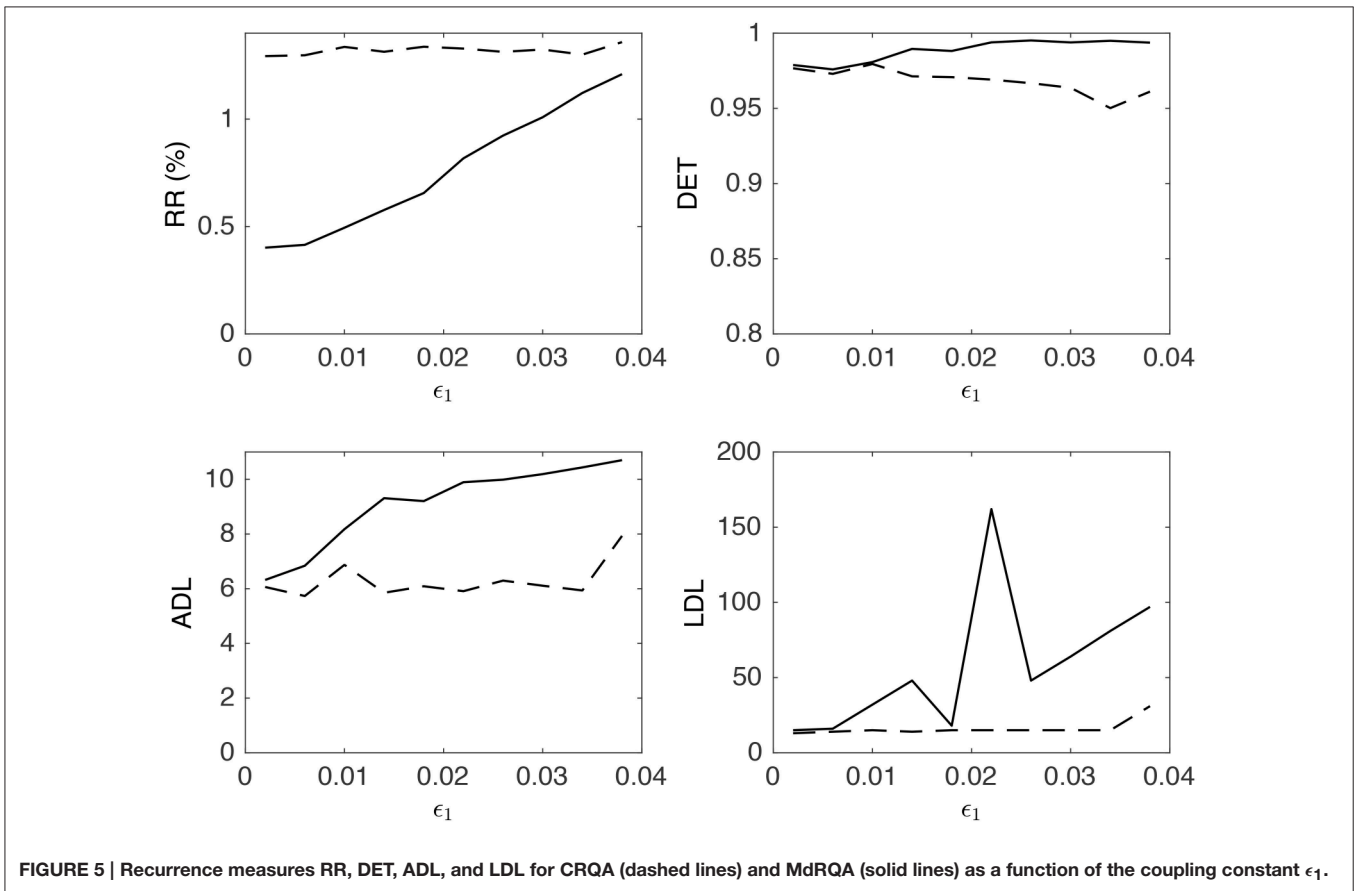 RR (%)
1
0.5
0
0 0.01 0.02 0.03 0.04
ϵ1
DET
1
0.95
0.9
0.85
0.8
0 0.01 0.02 0.03 0.04
ϵ1
ADL
10
8
6
4
2
0
0 0.01 0.02 0.03 0.04
ϵ1
LDL
200
150
100
50
0
0 0.01 0.02 0.03 0.04
ϵ1
FIGURE 5 | Recurrence measures RR, DET, ADL, and LDL for CRQA (dashed lines) and MdRQA (solid lines) as a function of the coupling constant ϵ1.